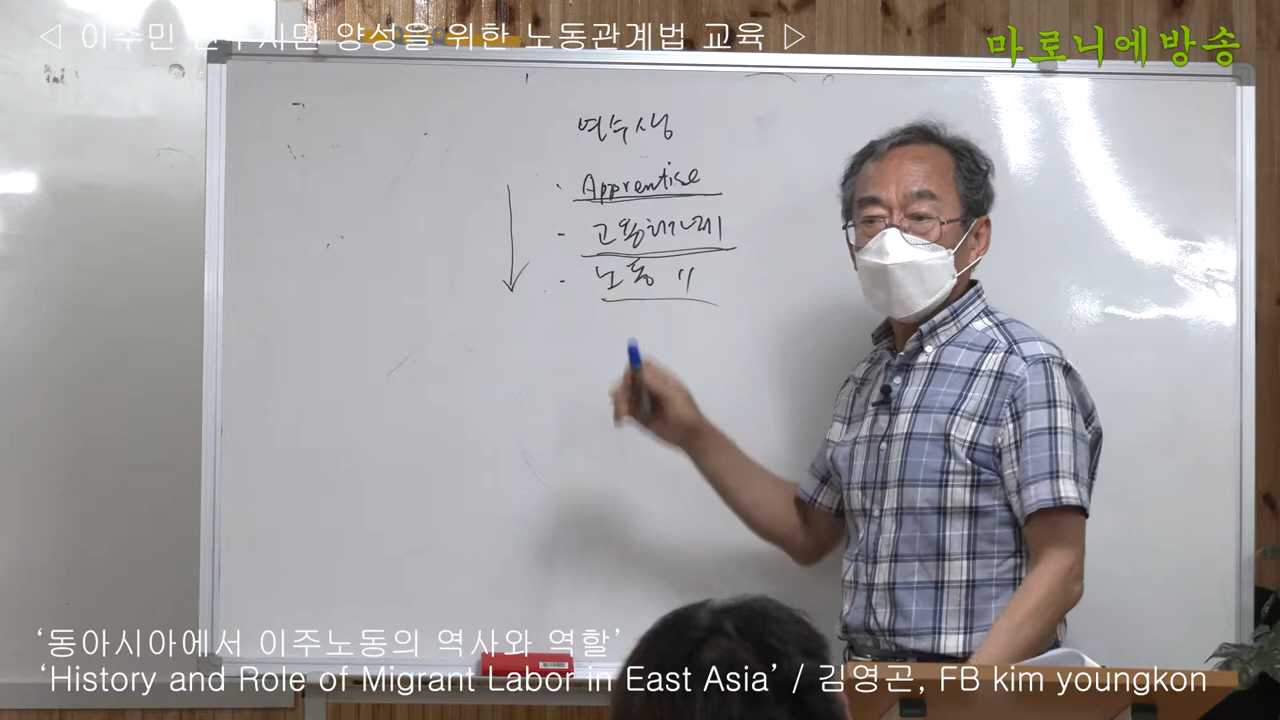 ◁ 이주민 민주시민 양성을 위한 노동관계법 교육 ▷
마로니에방송
연수생
· Apprentise
- 고용허가제
- 노동 〃
‘동아시아에서 이주노동의 역사와 역할’
‘History and Role of Migrant Labor in East Asia’ / 김영곤, FB kim youngkon